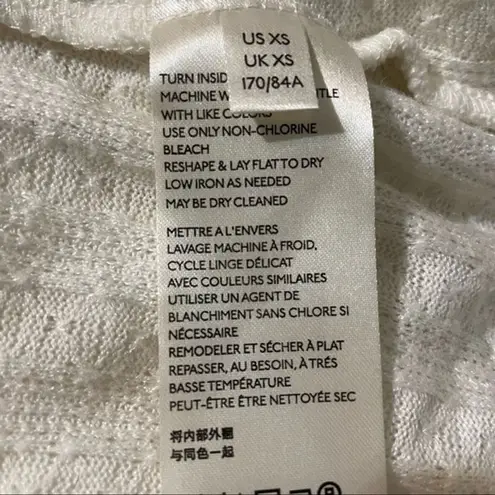 US XS
UK XS
170/84A
TURN INSID
MACHINE W
WITH LIKE COLORS
USE ONLY NON-CHLORINE
BLEACH
RESHAPE & LAY FLAT TO DRY
LOW IRON AS NEEDED
MAY BE DRY CLEANED
METTRE A L'ENVERS
LAVAGE MACHINE À FROID,
CYCLE LINGE DÉLICAT
AVEC COULEURS SIMILAIRES
UTILISER UN AGENT DE
BLANCHIMENT SANS CHLORE SI
NÉCESSAIRE
REMODELER ET SÉCHER À PLAT
REPASSER, AU BESOIN, À TRÉS
BASSE TEMPÉRATURE
PEUT-ÊTRE ÊTRE NETTOYÉE SEC
将内部外翻
与同色一起